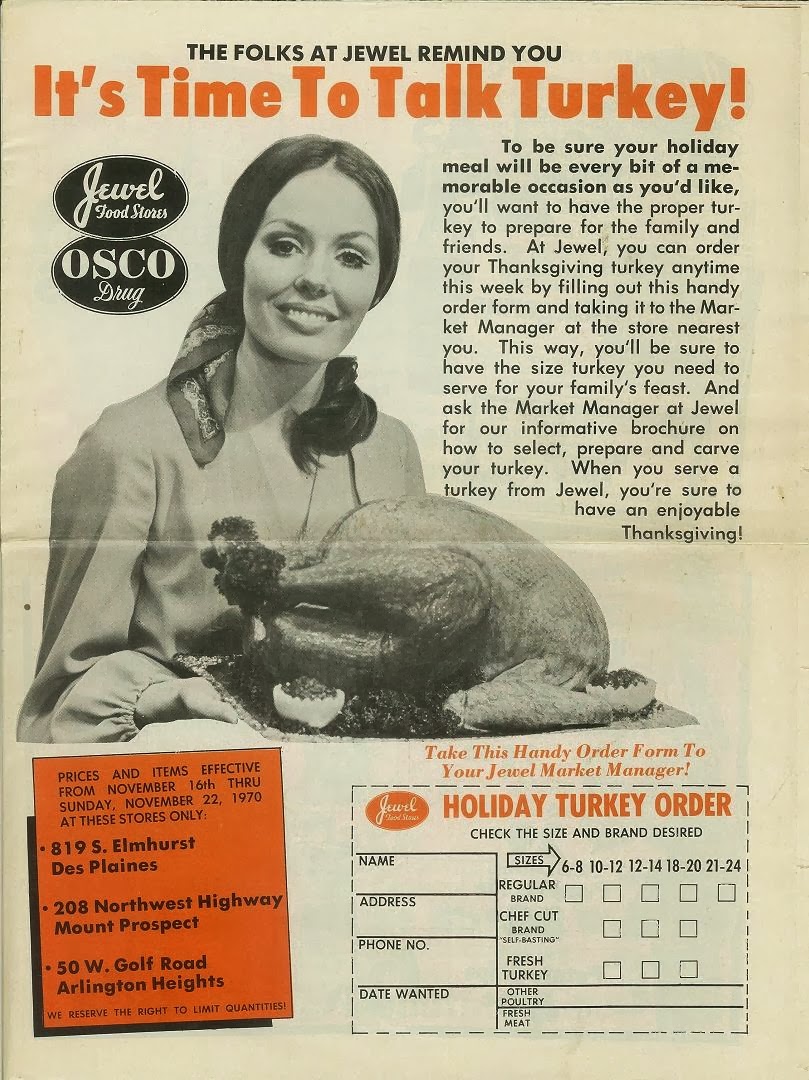 THE FOLKS AT JEWEL REMIND YOU
It's Time To Talk Turkey!
Jewel
Food Stores
OSCO
Drug
To be sure your holiday
meal will be every bit of a me-
morable occasion as you'd like,
you'll want to have the proper tur-
key to prepare for the family and
friends. At Jewel, you can order
your Thanksgiving turkey anytime
this week by filling out this handy
order form and taking it to the Mar-
ket Manager at the store nearest
you. This way, you'll be sure to
have the size turkey you need to
serve for your family's feast. And
ask the Market Manager at Jewel
for our informative brochure on
how to select, prepare and carve
your turkey. When you serve a
turkey from Jewel, you're sure to
have an enjoyable
Thanksgiving!
PRICES AND ITEMS EFFECTIVE
FROM NOVEMBER 16th THRU
SUNDAY, NOVEMBER 22, 1970
AT THESE STORES ONLY:
• 819 S. Elmhurst
Des Plaines
• 208 Northwest Highway
Mount Prospect
• 50 W. Golf Road
Arlington Heights
WE RESERVE THE RIGHT TO LIMIT QUANTITIES!
Take This Handy Order Form To
Your Jewel Market Manager!
Jewel
Food Stores
HOLIDAY TURKEY ORDER
CHECK THE SIZE AND BRAND DESIRED
NAME
ADDRESS
PHONE NO.
DATE WANTED
SIZES 6-8 10-12 12-14 18-20 21-24
REGULAR
BRAND
CHEF CUT
BRAND
"SELF-BASTING"
FRESH
TURKEY
OTHER
POULTRY
FRESH
MEAT